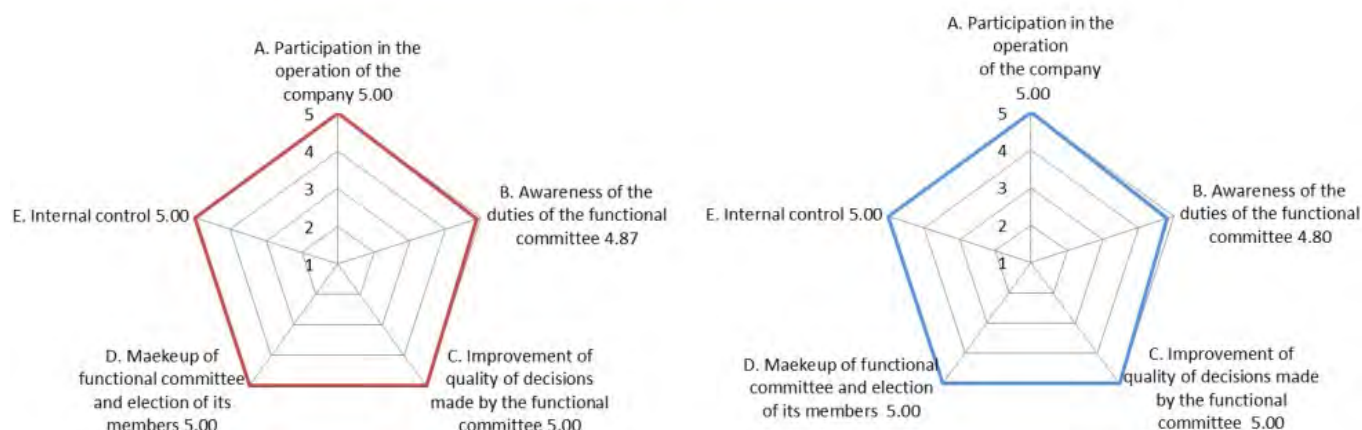 A. Participation in the
operation of the
company 5.00
5
4
3
2
1
B. Awareness of the
duties of the functional
committee 4.87
E. Internal control 5.00
D. Maekeup of
functional committee
and election of its
members 5.00
C. Improvement of
quality of decisions
made by the functional
committee 5.00
A. Participation in the
operation
of the company
5.00
5
4
3
2
1
B. Awareness of the
duties of the functional
committee 4.80
E. Internal control 5.00
D. Maekeup of functional
committee and election
of its members 5.00
C. Improvement of
quality of decisions made
by the functional
committee 5.00